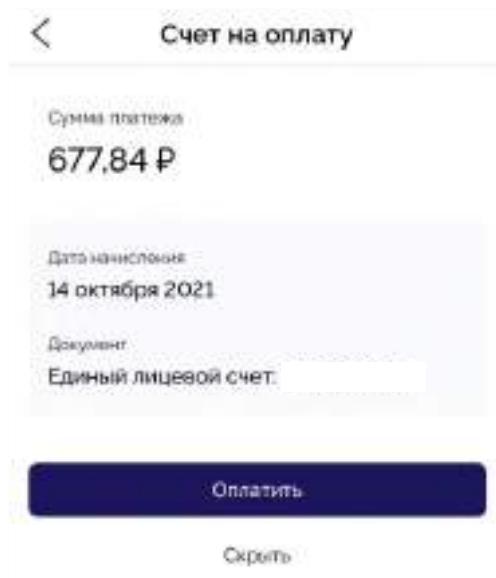 Счет на оплату
Сумма платежа
677,84 ₽
Дата начисления
14 октября 2021
Документ
Единый лицевой счет:
Оплатить
Скрыть